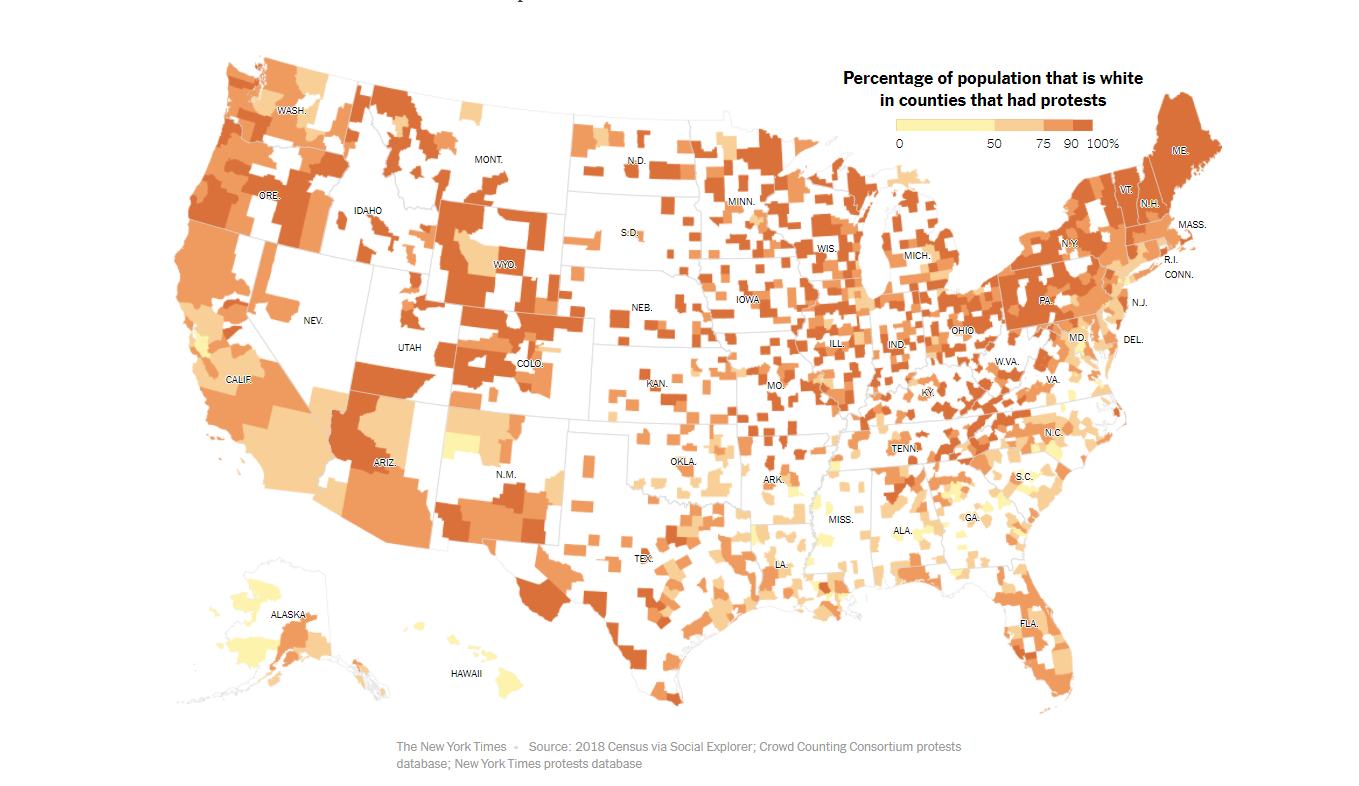 Percentage of population that is white
in counties that had protests
0 50 75 90 100%
WASH.
MONT.
N.D.
MINN.
ME.
VT.
N.H.
ORE.
IDAHO
S.D.
WIS.
MICH.
N.Y.
MASS.
R.I.
CONN.
WYO.
NEB.
IOWA
PA.
N.J.
NEV.
UTAH
COLO.
ILL.
IND.
OHIO
MD.
DEL.
CALIF.
KAN.
MO.
KY.
W.VA.
VA.
ARIZ.
N.M.
OKLA.
ARK.
TENN.
N.C.
S.C.
MISS.
ALA.
GA.
TEX.
LA.
FLA.
ALASKA
HAWAII
The New York Times • Source: 2018 Census via Social Explorer; Crowd Counting Consortium protests
database; New York Times protests database